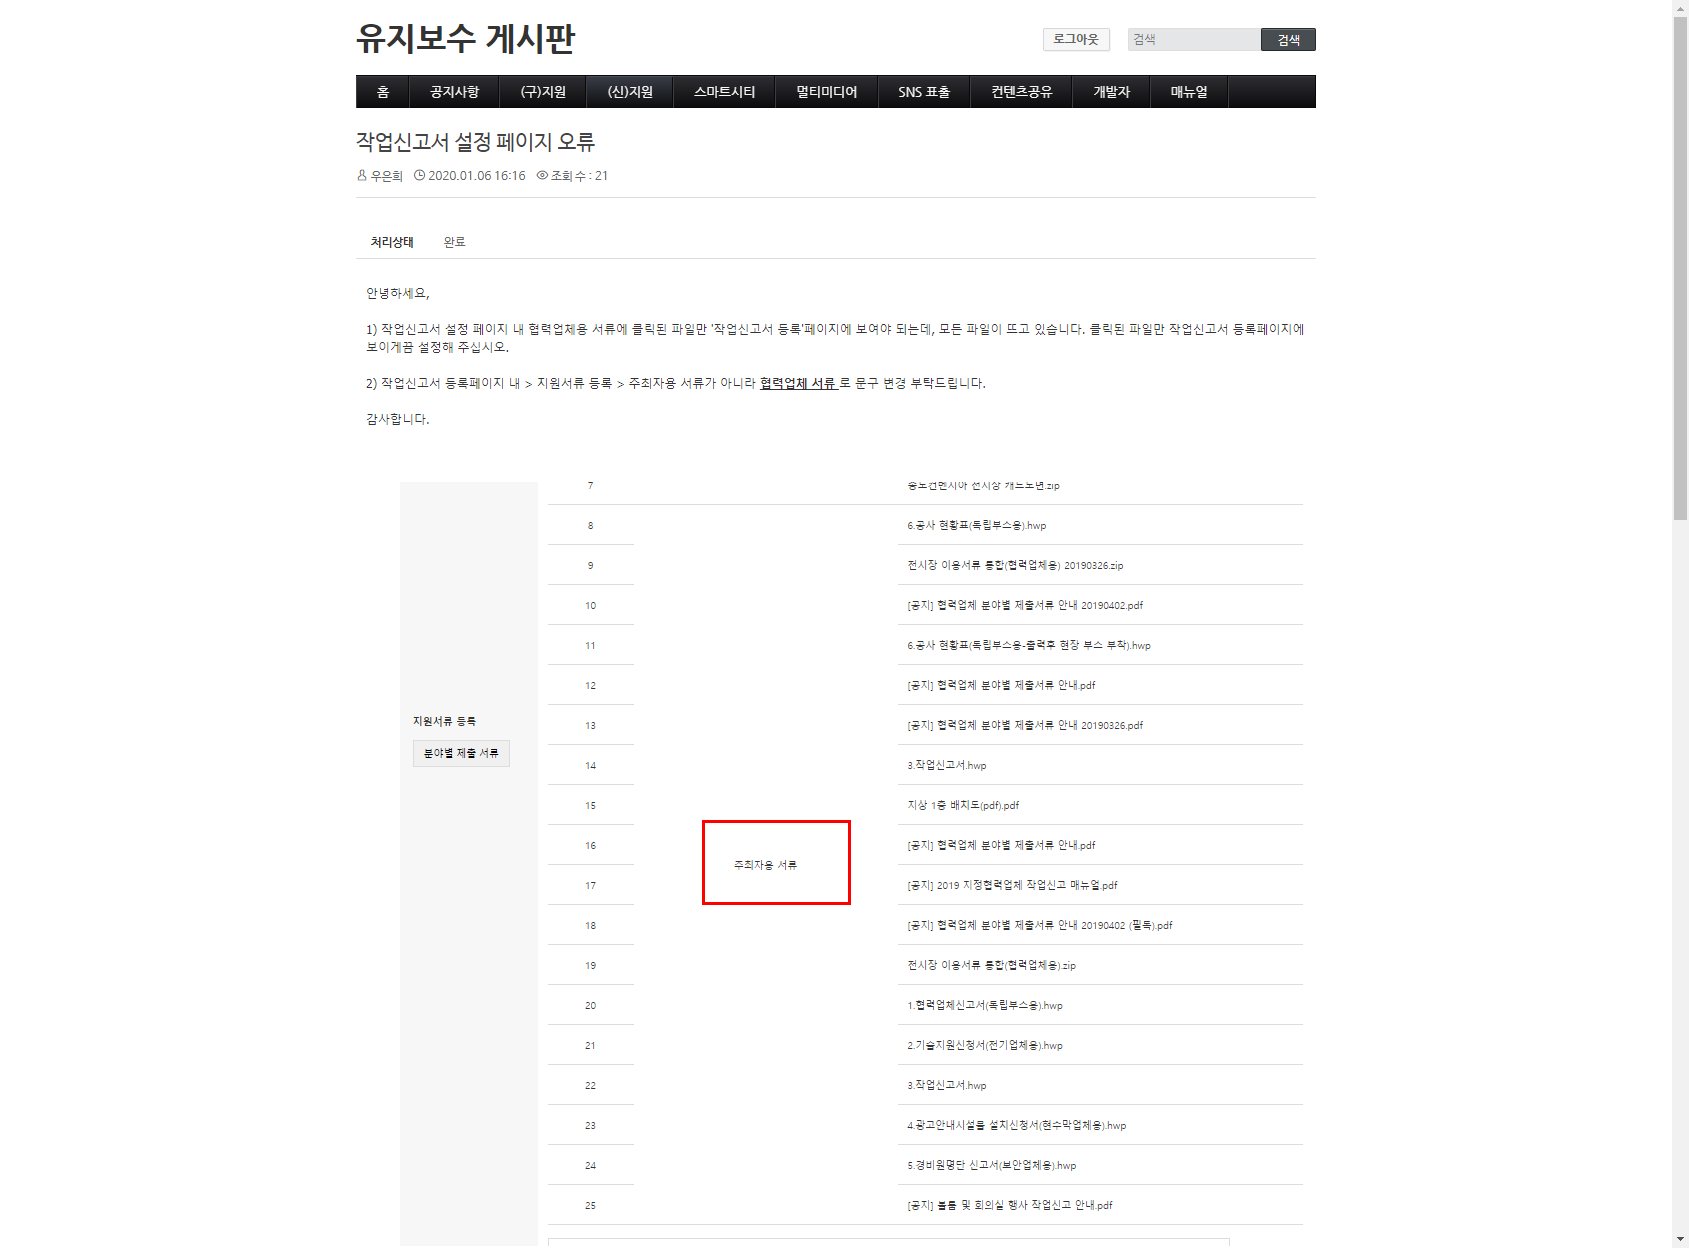 유지보수 게시판
로그아웃 검색 검색
홈 공지사항 (구)지원 (신)지원 스마트시티 멀티미디어 SNS 표출 컨텐츠공유 개발자 매뉴얼
작업신고서 설정 페이지 오류
우은희 2020.01.06 16:16 조회 수 : 21
처리상태 완료
안녕하세요,
1) 작업신고서 설정 페이지 내 협력업체용 서류에 클릭된 파일만 '작업신고서 등록'페이지에 보여야 되는데, 모든 파일이 뜨고 있습니다. 클릭된 파일만 작업신고서 등록페이지에
보이게끔 설정해 주십시오.
2) 작업신고서 등록페이지 내 > 지원서류 등록 > 주최자용 서류가 아니라 협력업체 서류 로 문구 변경 부탁드립니다.
감사합니다.
7 송도컨벤시아 전시장 캐드도면.zip
8 6.공사 현황표(독립부스용).hwp
9 전시장 이용서류 통합(협력업체용) 20190326.zip
10 [공지] 협력업체 분야별 제출서류 안내 20190402.pdf
11 6.공사 현황표(독립부스용-출력후 현장 부스 부착).hwp
12 [공지] 협력업체 분야별 제출서류 안내.pdf
지원서류 등록
13 [공지] 협력업체 분야별 제출서류 안내 20190326.pdf
분야별 제출 서류
14 3.작업신고서.hwp
15 지상 1층 배치도(pdf).pdf
16 [공지] 협력업체 분야별 제출서류 안내.pdf
주최자용 서류
17 [공지] 2019 지정협력업체 작업신고 매뉴얼.pdf
18 [공지] 협력업체 분야별 제출서류 안내 20190402 (필독).pdf
19 전시장 이용서류 통합(협력업체용).zip
20 1.협력업체신고서(독립부스용).hwp
21 2.기술지원신청서(전기업체용).hwp
22 3.작업신고서.hwp
23 4.광고안내시설물 설치신청서(현수막업체용).hwp
24 5.경비원명단 신고서(보안업체용).hwp
25 [공지] 볼룸 및 회의실 행사 작업신고 안내.pdf